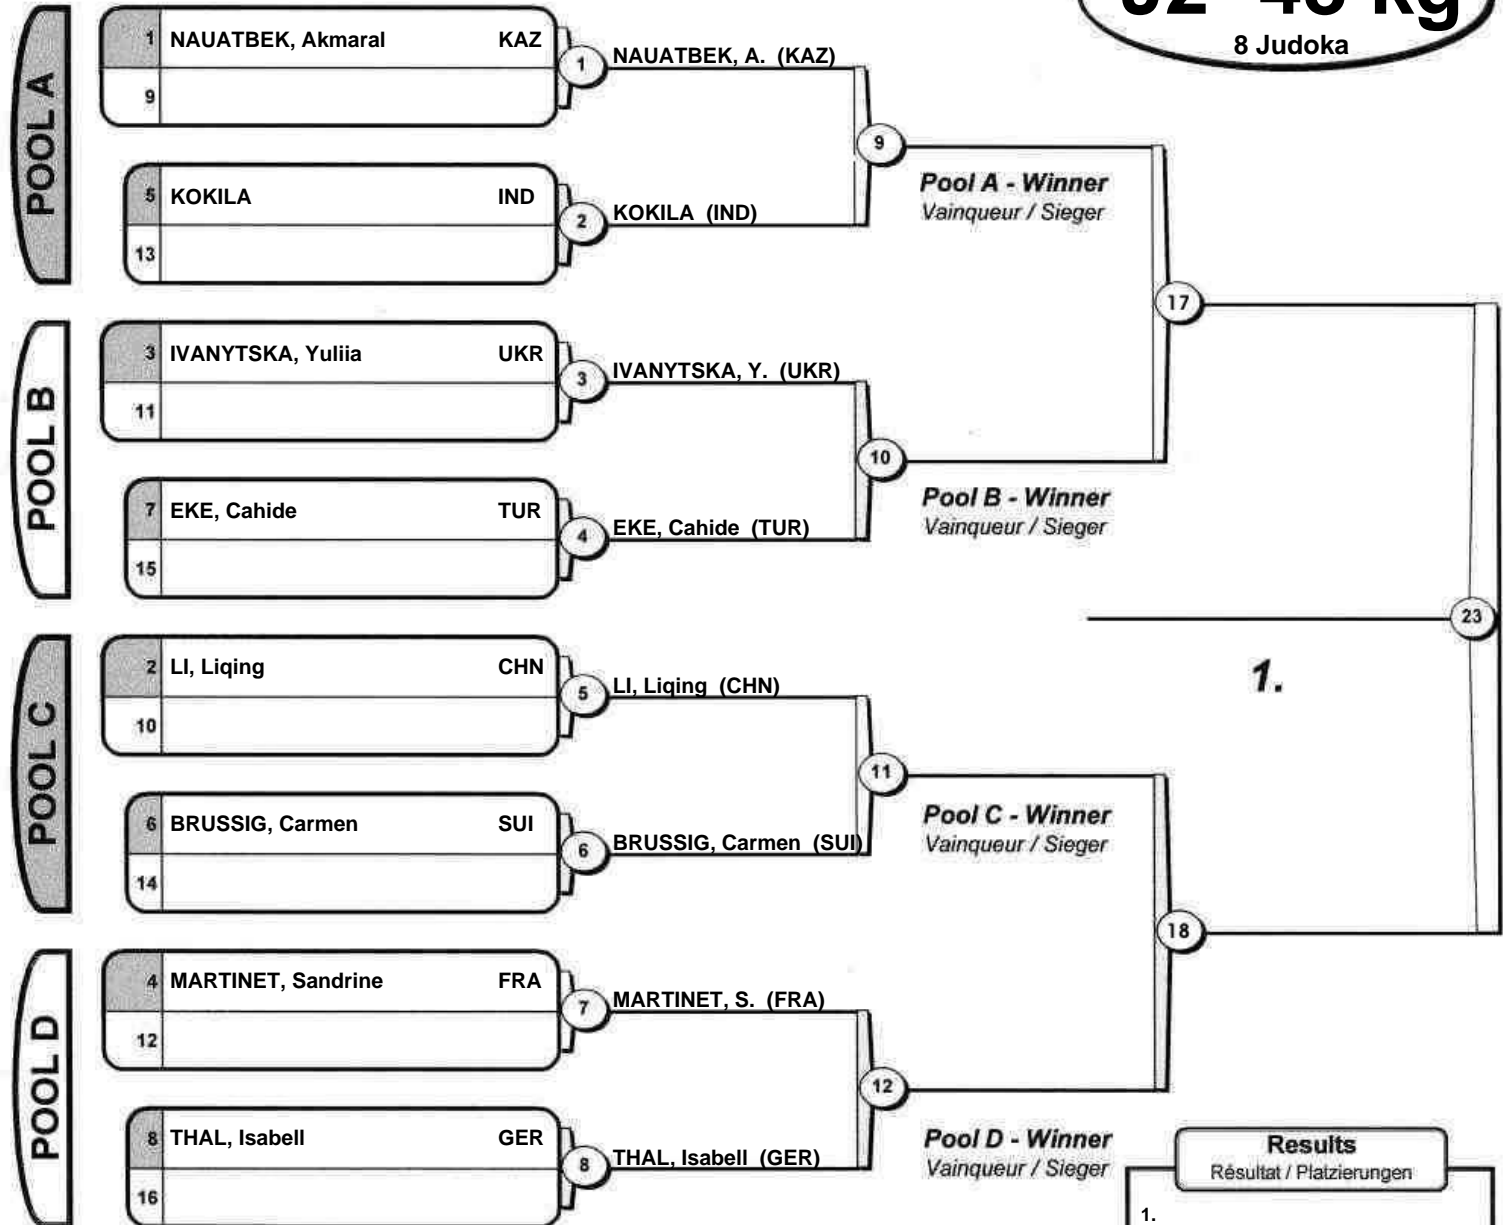 8 Judoka
POOL A
1 NAUATBEK, Akmaral KAZ
9
1 NAUATBEK, A. (KAZ)
5 KOKILA IND
13
2 KOKILA (IND)
9
Pool A - Winner
Vainqueur / Sieger
POOL B
3 IVANYTSKA, Yuliia UKR
11
3 IVANYTSKA, Y. (UKR)
7 EKE, Cahide TUR
15
4 EKE, Cahide (TUR)
10
Pool B - Winner
Vainqueur / Sieger
17
POOL C
2 LI, Liqing CHN
10
5 LI, Liqing (CHN)
6 BRUSSIG, Carmen SUI
14
6 BRUSSIG, Carmen (SUI)
11
Pool C - Winner
Vainqueur / Sieger
POOL D
4 MARTINET, Sandrine FRA
12
7 MARTINET, S. (FRA)
8 THAL, Isabell GER
16
8 THAL, Isabell (GER)
12
Pool D - Winner
Vainqueur / Sieger
18
23
1.
Results
Résultat / Platzierungen
1.